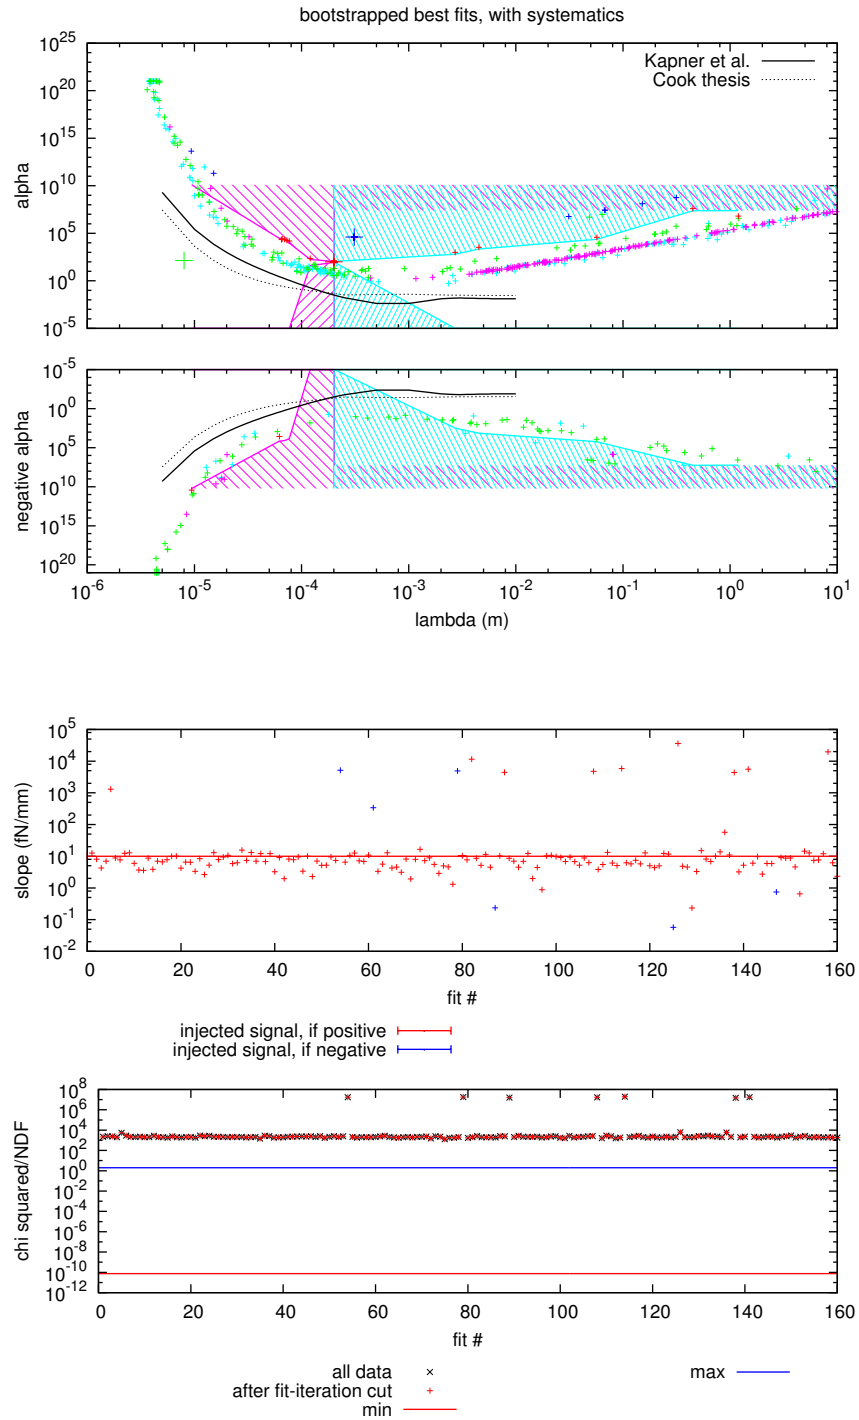 bootstrapped best fits, with systematics
10^25
10^20
10^15
10^10
10^5
10^0
10^-5
alpha
Kapner et al.
Cook thesis
10^-5
10^0
10^5
10^10
10^15
10^20
negative alpha
10^-6 10^-5 10^-4 10^-3 10^-2 10^-1 10^0 10^1
lambda (m)
10^5
10^4
10^3
10^2
10^1
10^0
10^-1
10^-2
slope (fN/mm)
0 20 40 60 80 100 120 140 160
fit #
injected signal, if positive
injected signal, if negative
10^8
10^6
10^4
10^2
10^0
10^-2
10^-4
10^-6
10^-8
10^-10
10^-12
chi squared/NDF
0 20 40 60 80 100 120 140 160
fit #
all data
after fit-iteration cut
min
max